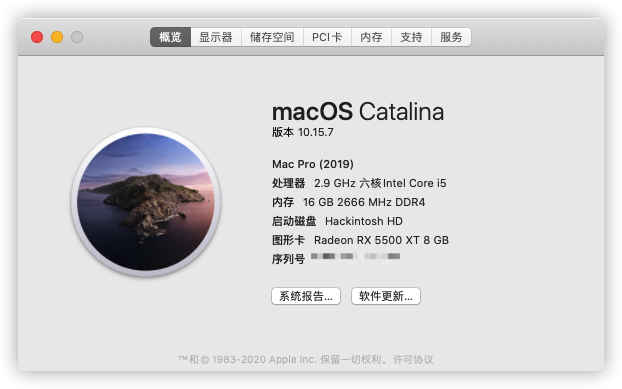 概览 显示器 储存空间 PCI卡 内存 支持 服务
macOS Catalina
版本 10.15.7
Mac Pro (2019)
处理器 2.9 GHz 六核Intel Core i5
内存 16 GB 2666 MHz DDR4
启动磁盘 Hackintosh HD
图形卡 Radeon RX 5500 XT 8 GB
序列号
系统报告... 软件更新...
™和© 1983-2020 Apple Inc. 保留一切权利。许可协议